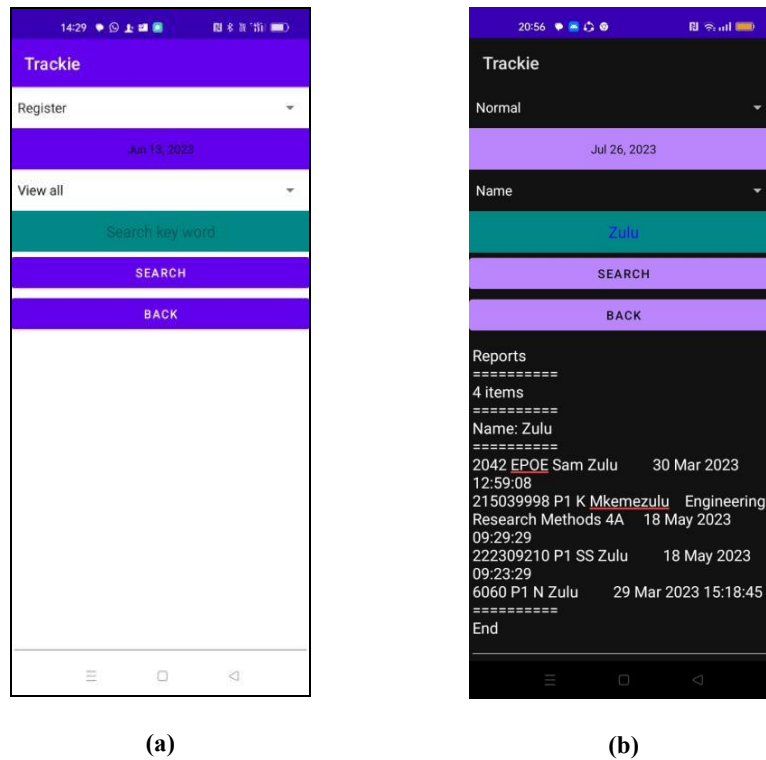 14:29
Trackie
Register
Jun 13, 2023
View all
Search key word
SEARCH
BACK
(a)
20:56
Trackie
Normal
Jul 26, 2023
Name
Zulu
SEARCH
BACK
Reports
==========
4 items
==========
Name: Zulu
==========
2042 EPOE Sam Zulu 30 Mar 2023
12:59:08
215039998 P1 K Mkemezulu Engineering
Research Methods 4A 18 May 2023
09:29:29
222309210 P1 SS Zulu 18 May 2023
09:23:29
6060 P1 N Zulu 29 Mar 2023 15:18:45
==========
End
(b)